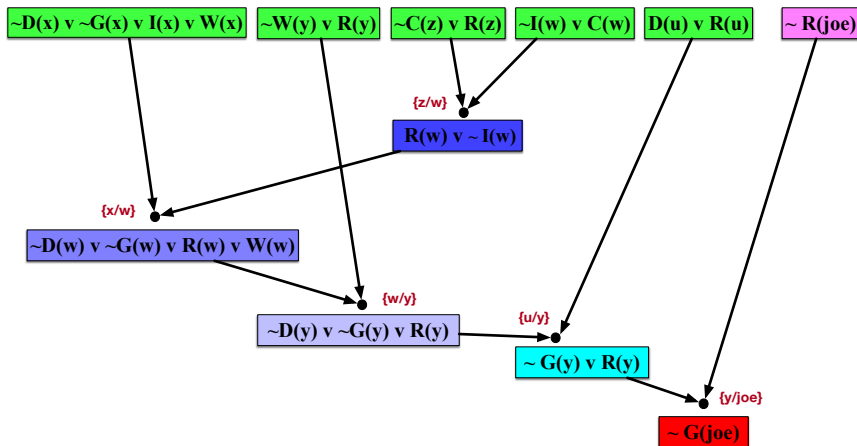 ~D(x) v ~G(x) v I(x) v W(x)
~W(y) v R(y)
~C(z) v R(z)
~I(w) v C(w)
D(u) v R(u)
~ R(joe)
{z/w}
R(w) v ~ I(w)
{x/w}
~D(w) v ~G(w) v R(w) v W(w)
{w/y}
~D(y) v ~G(y) v R(y)
{u/y}
~ G(y) v R(y)
{y/joe}
~ G(joe)